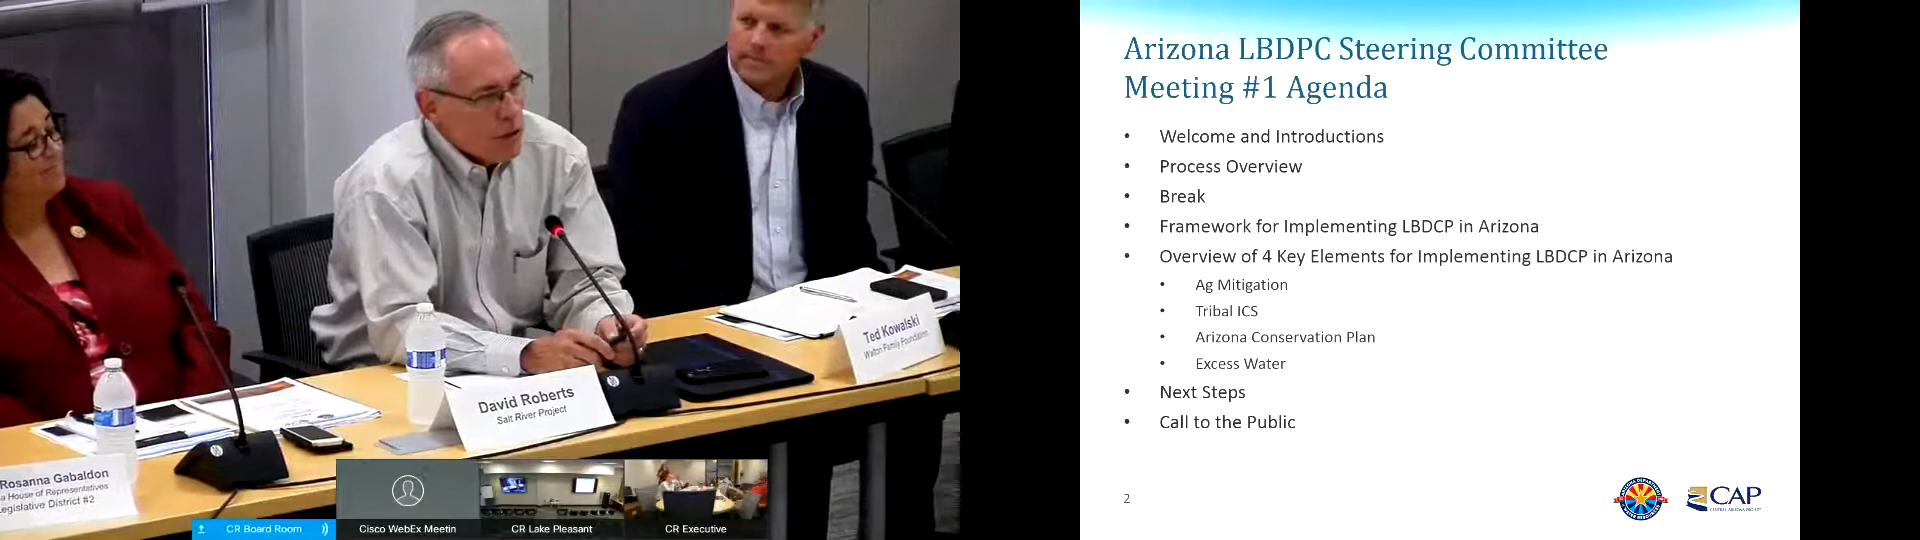 David Roberts
Salt River Project
Ted Kowalski
Walton Family Foundation
Rosanna Gabaldon
a House of Representatives
Legislative District #2
CR Board Room
Cisco WebEx Meetin
CR Lake Pleasant
CR Executive
Arizona LBDPC Steering Committee
Meeting #1 Agenda
• Welcome and Introductions
• Process Overview
• Break
• Framework for Implementing LBDCP in Arizona
• Overview of 4 Key Elements for Implementing LBDCP in Arizona
• Ag Mitigation
• Tribal ICS
• Arizona Conservation Plan
• Excess Water
• Next Steps
• Call to the Public
2
CAP
CENTRAL ARIZONA PROJECT